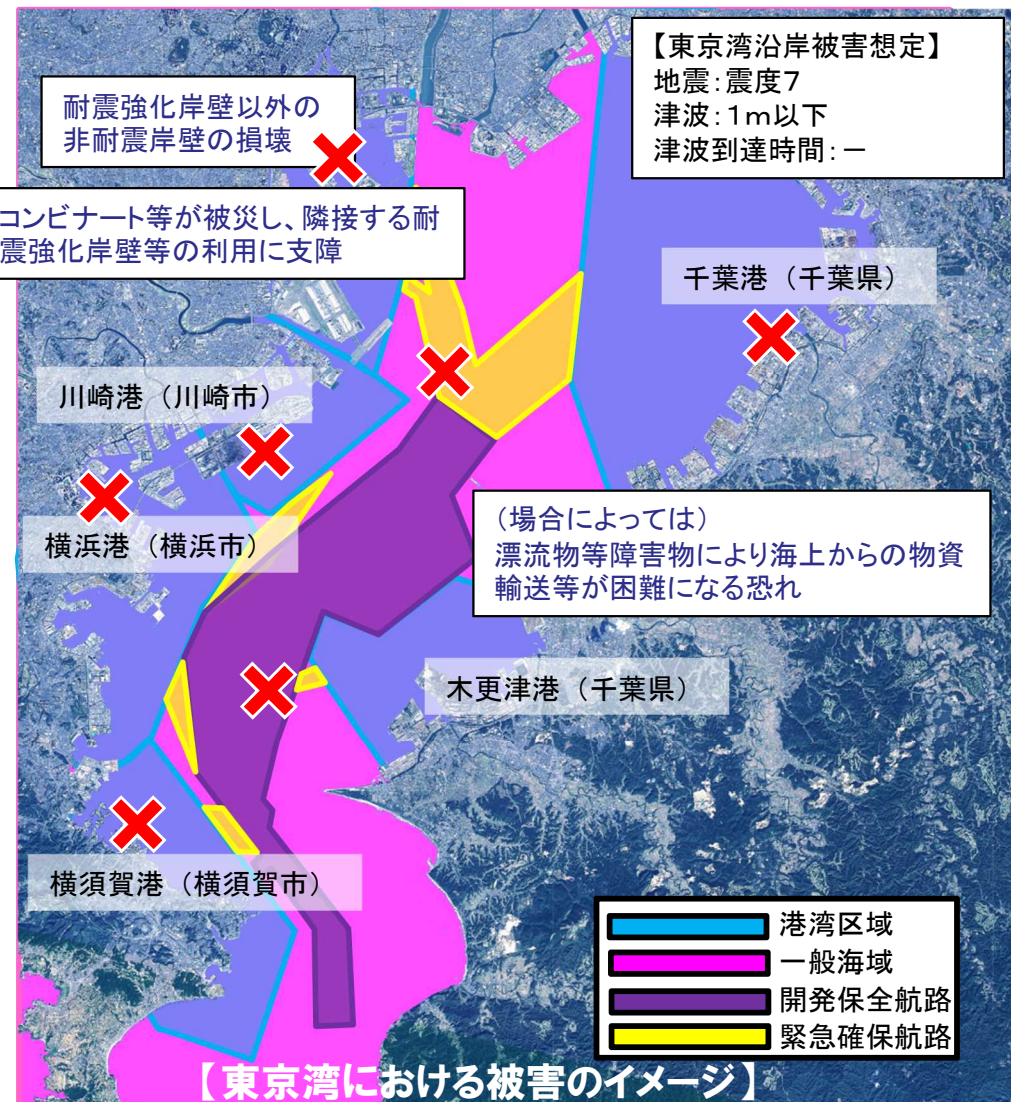 【東京湾沿岸被害想定】
地震：震度7
津波：1m以下
津波到達時間：－
耐震強化岸壁以外の
非耐震岸壁の損壊
コンビナート等が被災し、隣接する耐
震強化岸壁等の利用に支障
千葉港（千葉県）
川崎港（川崎市）
横浜港（横浜市）
（場合によっては）
漂流物等障害物により海上からの物資
輸送等が困難になる恐れ
木更津港（千葉県）
横須賀港（横須賀市）
港湾区域
一般海域
開発保全航路
緊急確保航路
【東京湾における被害のイメージ】